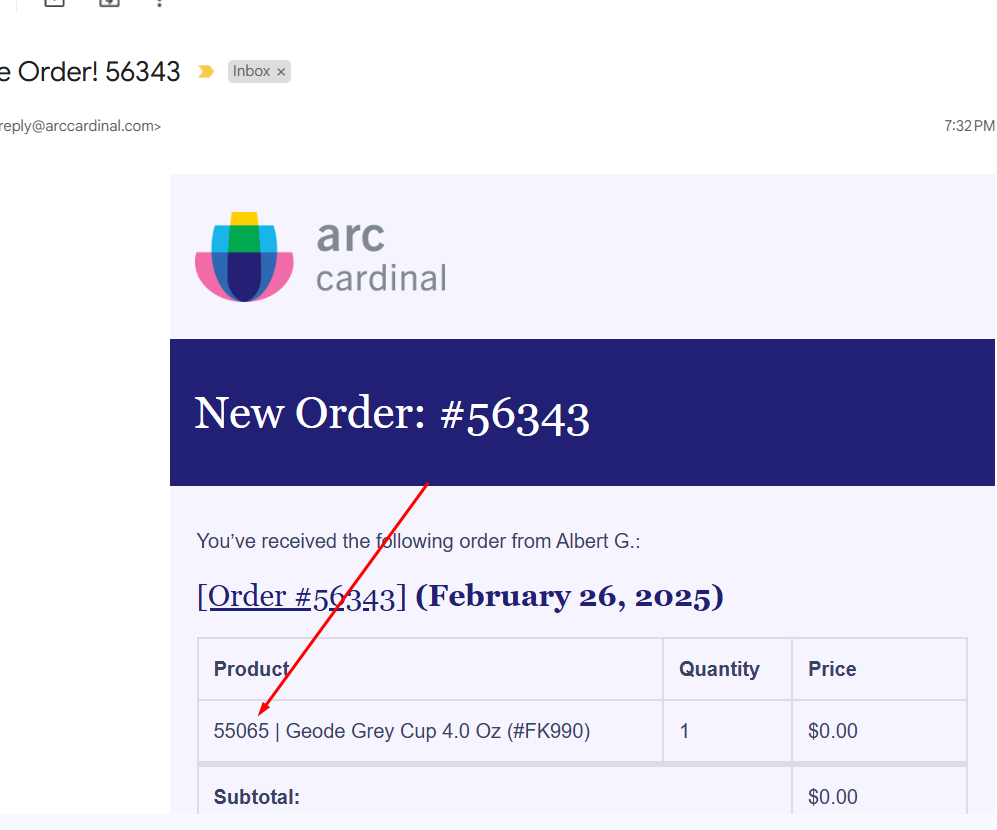 e Order! 56343 Inbox ×
reply@arccardinal.com> 7:32 PM
arc
cardinal
New Order: #56343
You’ve received the following order from Albert G.:
[Order #56343] (February 26, 2025)
Product Quantity Price
55065 | Geode Grey Cup 4.0 Oz (#FK990) 1 $0.00
Subtotal: $0.00